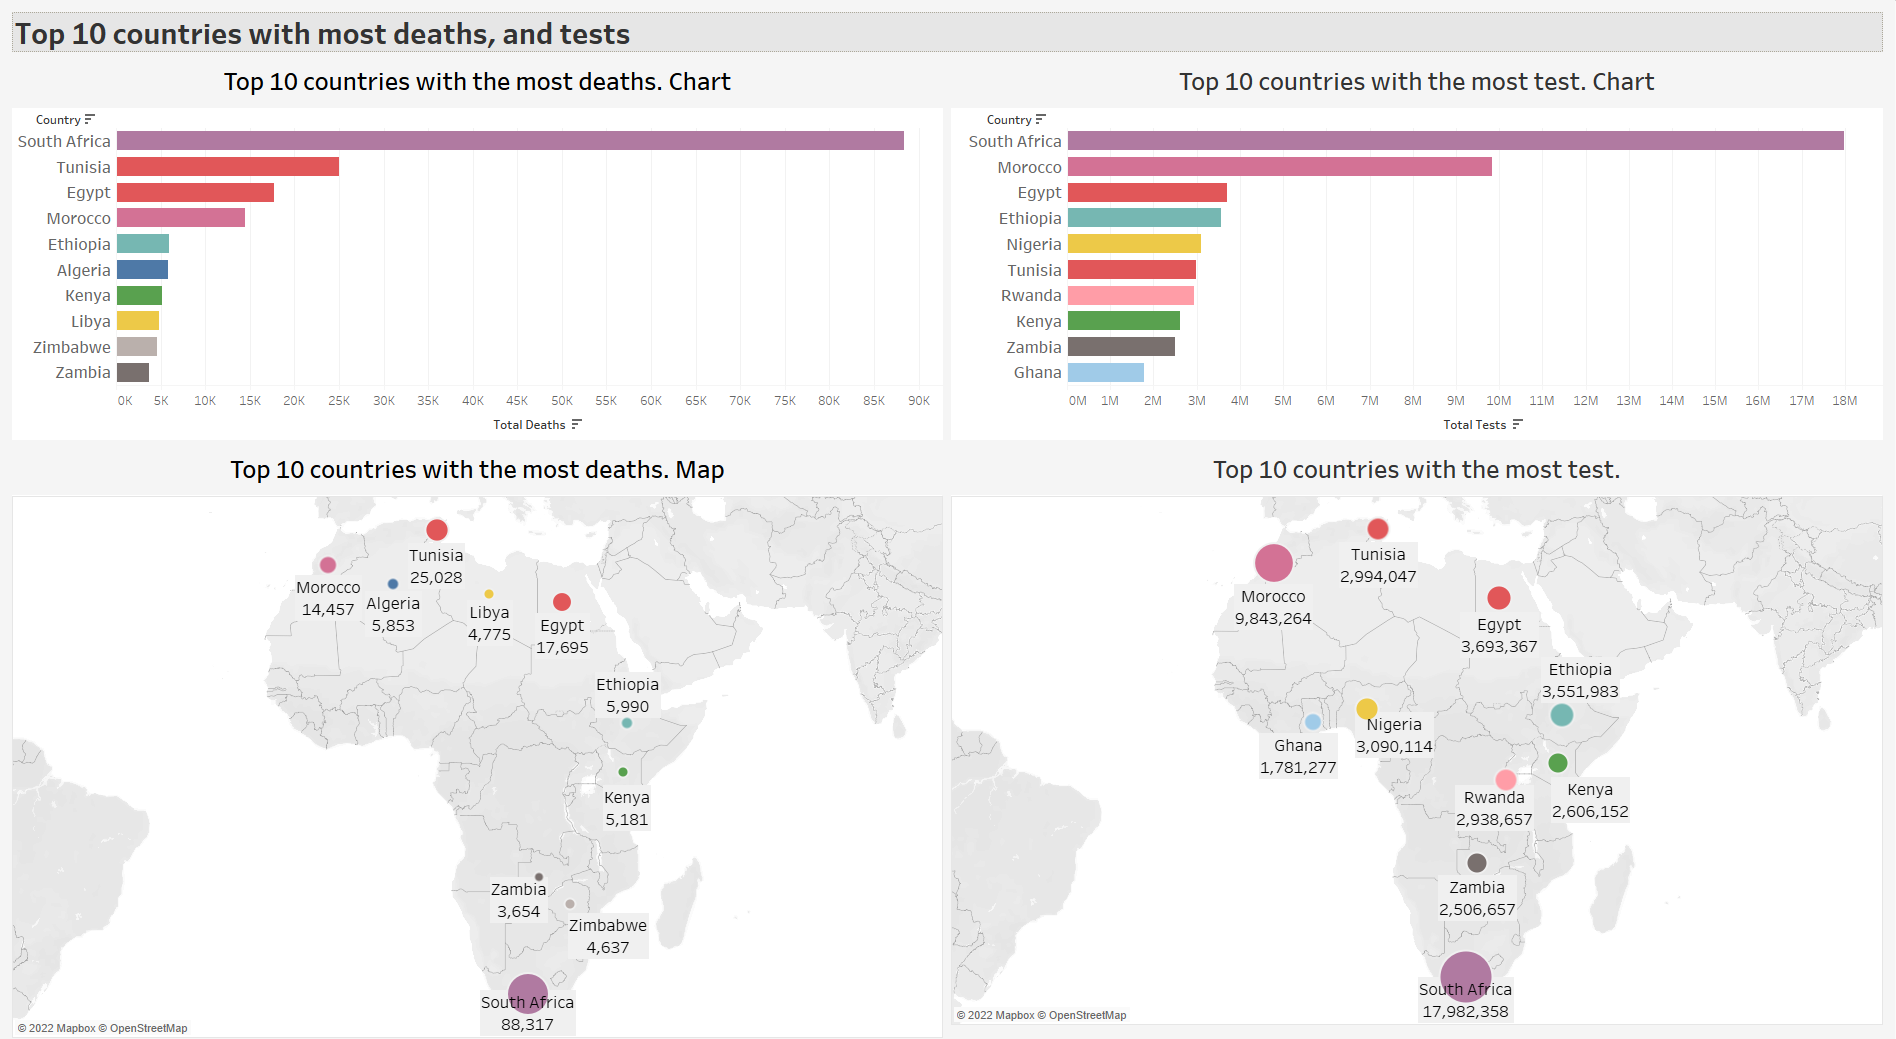 Top 10 countries with most deaths, and tests
Top 10 countries with the most deaths. Chart
Country
South Africa
Tunisia
Egypt
Morocco
Ethiopia
Algeria
Kenya
Libya
Zimbabwe
Zambia
0K 5K 10K 15K 20K 25K 30K 35K 40K 45K 50K 55K 60K 65K 70K 75K 80K 85K 90K
Total Deaths
Top 10 countries with the most test. Chart
Country
South Africa
Morocco
Egypt
Ethiopia
Nigeria
Tunisia
Rwanda
Kenya
Zambia
Ghana
0M 1M 2M 3M 4M 5M 6M 7M 8M 9M 10M 11M 12M 13M 14M 15M 16M 17M 18M
Total Tests
Top 10 countries with the most deaths. Map
Tunisia
25,028
Morocco
14,457
Algeria
5,853
Libya
4,775
Egypt
17,695
Ethiopia
5,990
Kenya
5,181
Zambia
3,654
Zimbabwe
4,637
South Africa
88,317
© 2022 Mapbox © OpenStreetMap
Top 10 countries with the most test.
Tunisia
2,994,047
Morocco
9,843,264
Egypt
3,693,367
Ethiopia
3,551,983
Nigeria
3,090,114
Ghana
1,781,277
Rwanda
2,938,657
Kenya
2,606,152
Zambia
2,506,657
South Africa
17,982,358
© 2022 Mapbox © OpenStreetMap